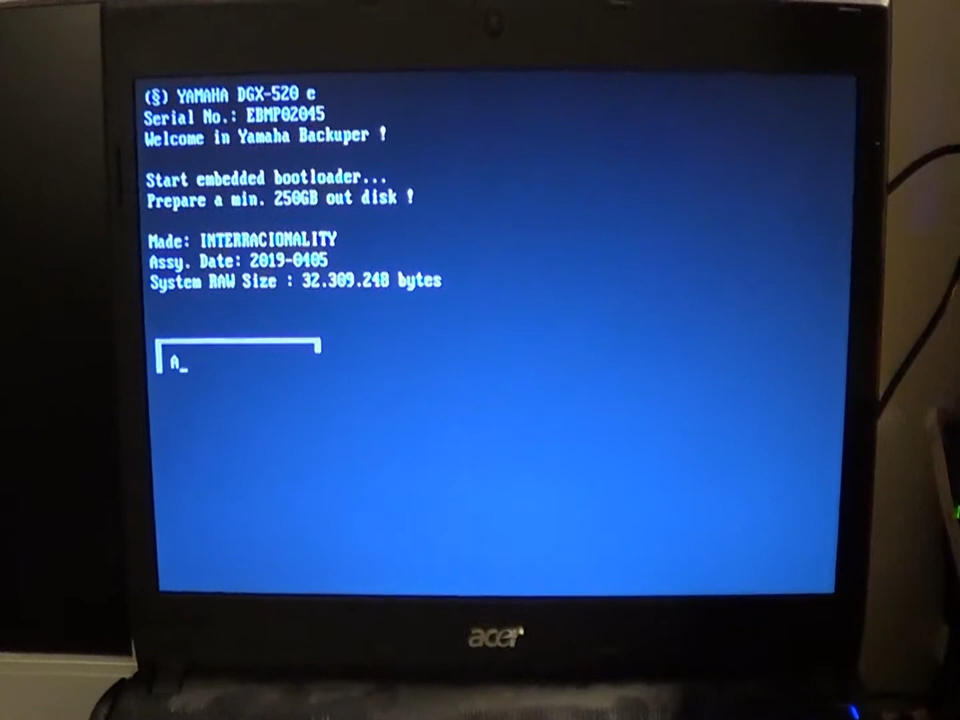 (§) YAMAHA DGX-520 c
Serial No.: EBMP02045
Welcome in Yamaha Backuper !
Start embedded bootloader...
Prepare a min. 250GB out disk !
Made: INTERRACIONALITY
Assy. Date: 2019-0405
System RAW Size : 32.309.248 bytes
A_
acer